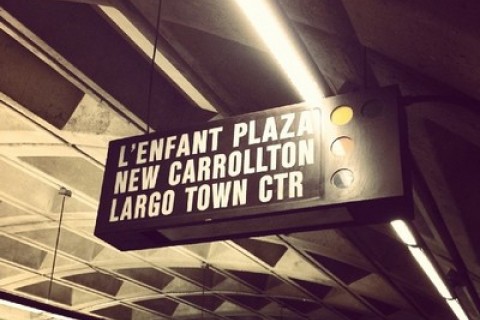 L'ENFANT PLAZA
NEW CARROLLTON
LARGO TOWN CTR